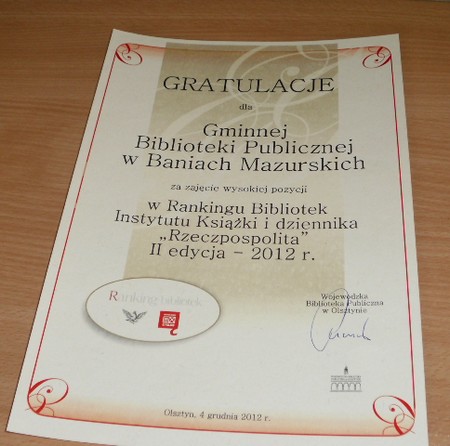 GRATULACJE
dla
Gminnej
Biblioteki Publicznej
w Baniach Mazurskich
za zajęcie wysokiej pozycji
w Rankingu Bibliotek
Instytutu Książki i dziennika
„Rzeczpospolita"
II edycja – 2012 r.
Ranking bibliotek
Wojewódzka
Biblioteka Publiczna
w Olsztynie
Olsztyn, 4 grudnia 2012 r.